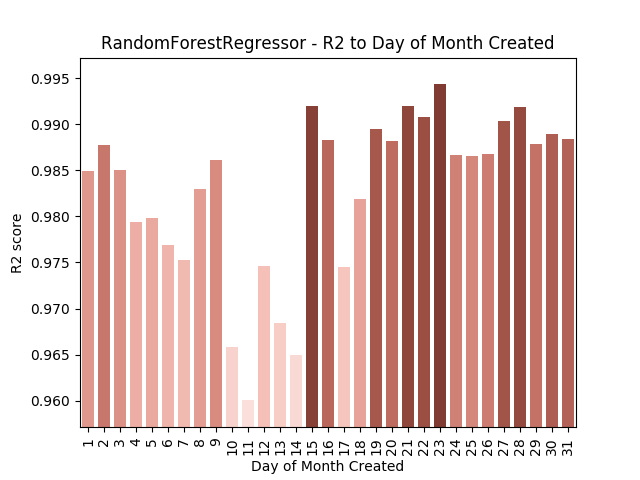 RandomForestRegressor - R2 to Day of Month Created
0.995
0.990
0.985
0.980
0.975
0.970
0.965
0.960
R2 score
1 2 3 4 5 6 7 8 9 10 11 12 13 14 15 16 17 18 19 20 21 22 23 24 25 26 27 28 29 30 31
Day of Month Created